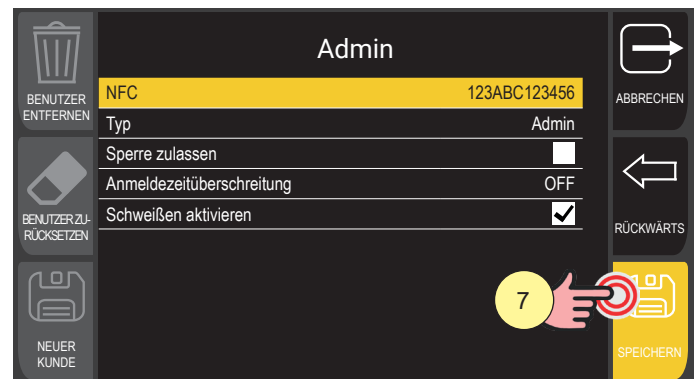 Admin
BENUTZER
ENTFERNEN
NFC 123ABC123456
ABBRECHEN
Typ Admin
Sperre zulassen
Anmeldezeitüberschreitung OFF
BENUTZER ZU-
RÜCKSETZEN
Schweißen aktivieren
RÜCKWÄRTS
7
NEUER
KUNDE
SPEICHERN